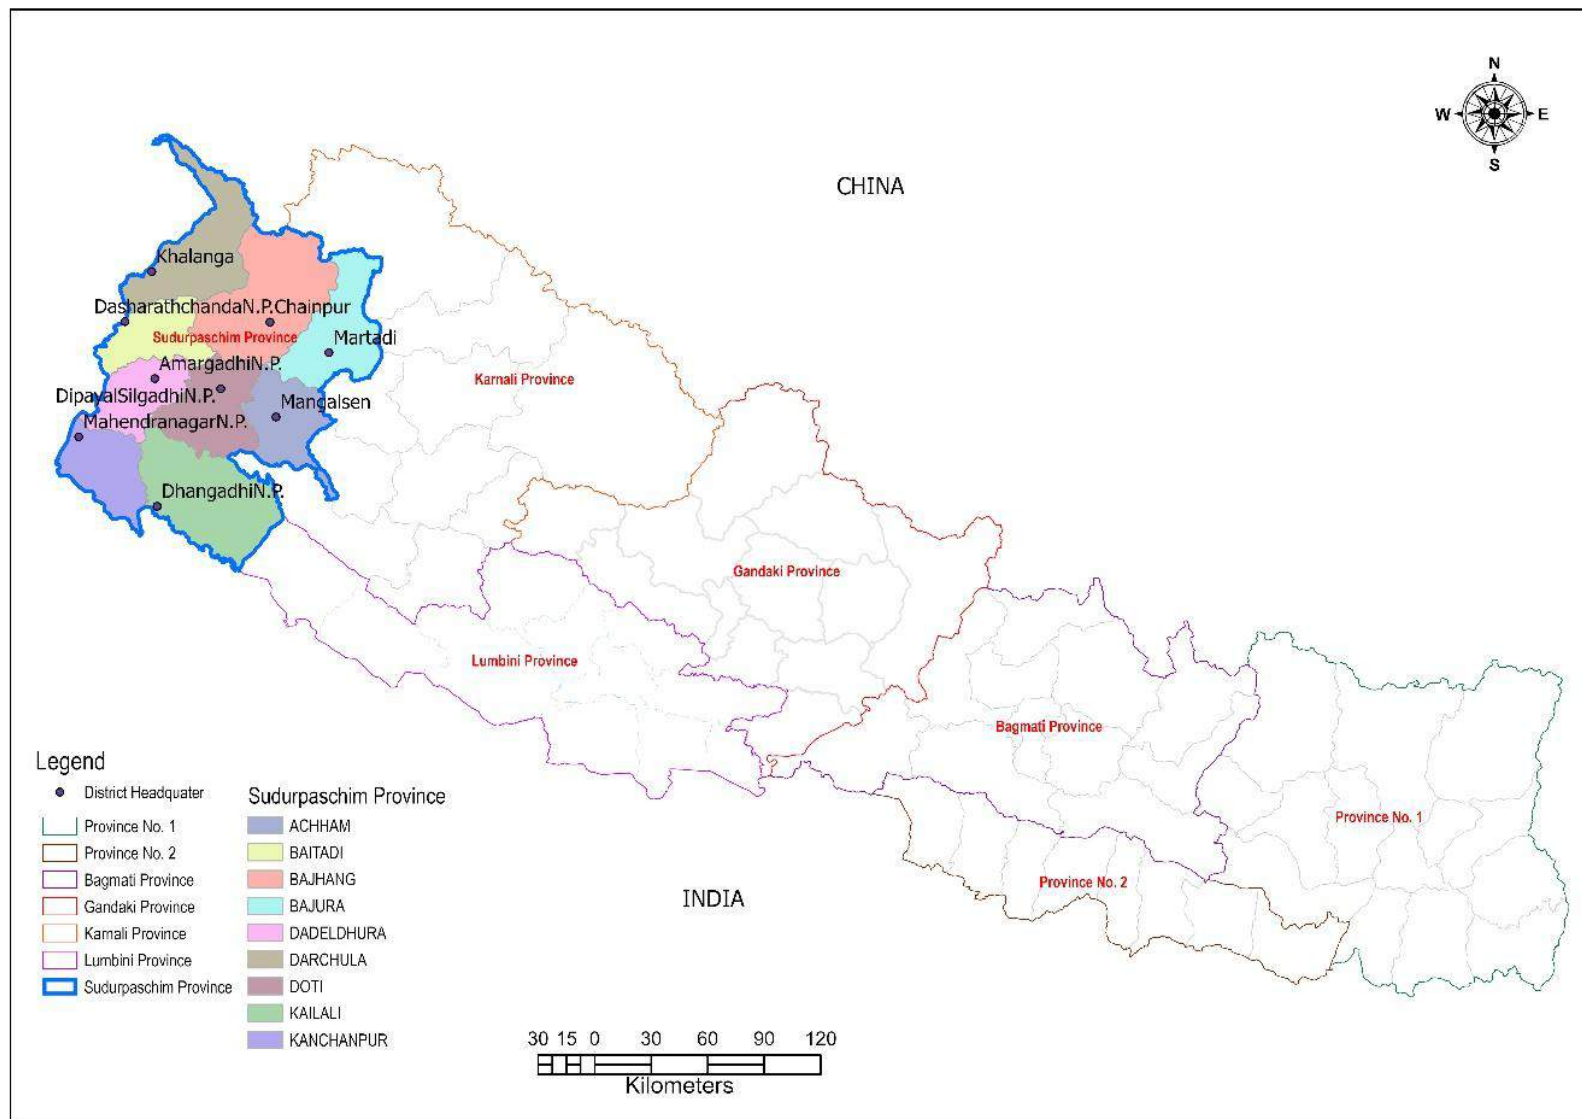 N
W
E
S
CHINA
Khalanga
DasharathchandaN.P.
Chainpur
Sudurpaschim Province
Martadi
AmargadhiN.P.
Karnali Province
DipayalSilgadhiN.P.
Mangalsen
MahendranagarN.P.
DhangadhiN.P.
Gandaki Province
Lumbini Province
Bagmati Province
Province No. 1
Province No. 2
INDIA
Legend
District Headquater
Province No. 1
Province No. 2
Bagmati Province
Gandaki Province
Karnali Province
Lumbini Province
Sudurpaschim Province
Sudurpaschim Province
ACHHAM
BAITADI
BAJHANG
BAJURA
DADELDHURA
DARCHULA
DOTI
KAILALI
KANCHANPUR
30 15 0 30 60 90 120
Kilometers